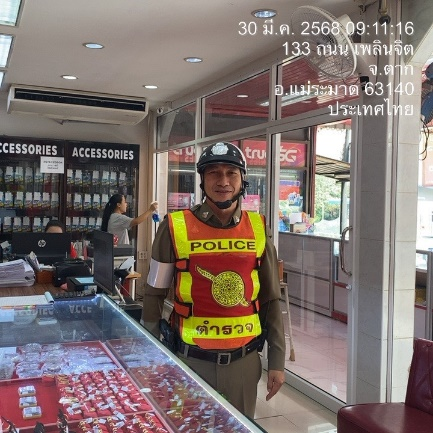 30 มี.ค. 2568 09:11:16
133 ถนน เพลินจิต
จ.ตาก
อ.แม่ระมาด 63140
ประเทศไทย
ACCESSORIES
ACCESSORIES
true5G
POLICE
ตำรวจ